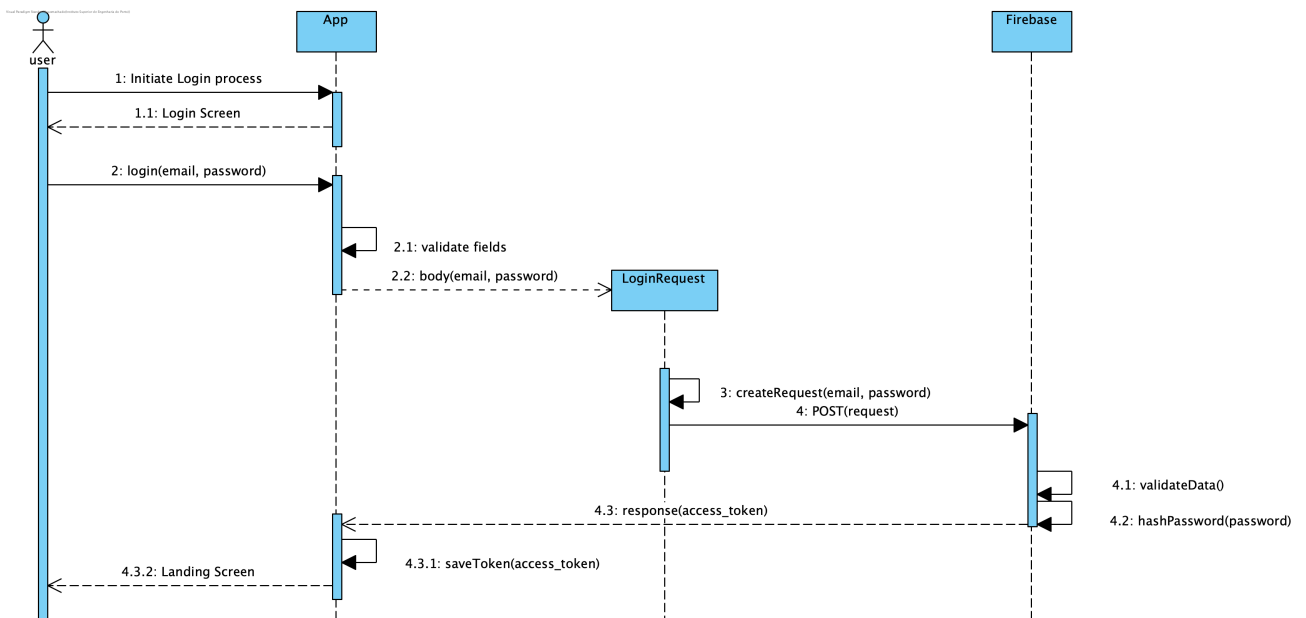 App
Firebase
user
1: Initiate Login process
1.1: Login Screen
2: login(email, password)
2.1: validate fields
2.2: body(email, password)
LoginRequest
3: createRequest(email, password)
4: POST(request)
4.1: validateData()
4.3: response(access_token)
4.2: hashPassword(password)
4.3.1: saveToken(access_token)
4.3.2: Landing Screen